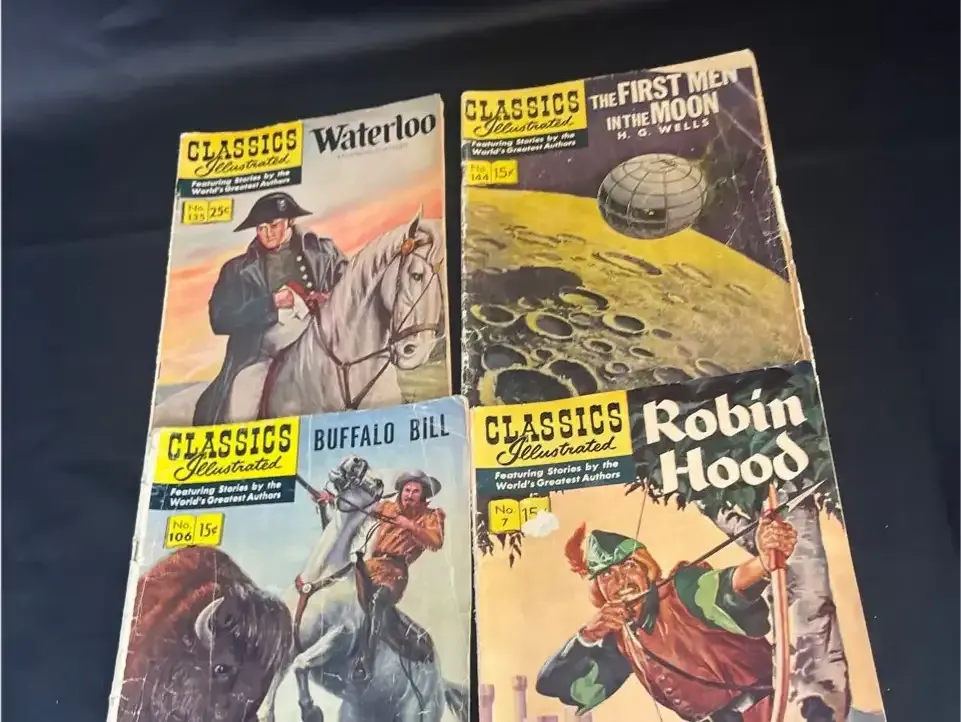 CLASSICS
Illustrated
Featuring Stories by the
World's Greatest Authors
Waterloo
No.
135
25¢
CLASSICS
Illustrated
Featuring Stories by the
World's Greatest Authors
THE FIRST MEN
IN THE MOON
H. G. WELLS
No.
144
15¢
CLASSICS
Illustrated
Featuring Stories by the
World's Greatest Authors
BUFFALO BILL
No.
106
15¢
CLASSICS
Illustrated
Featuring Stories by the
World's Greatest Authors
Robin
Hood
No.
7
15